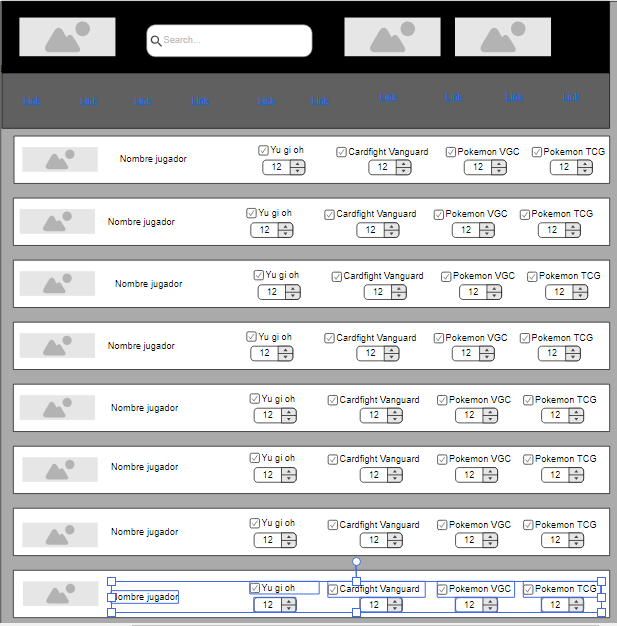 Search...
Link Link Link Link Link Link Link Link Link Link
Yu gi oh Cardfight Vanguard Pokemon VGC Pokemon TCG
Nombre jugador
12 12 12 12
Yu gi oh Cardfight Vanguard Pokemon VGC Pokemon TCG
Nombre jugador
12 12 12 12
Yu gi oh Cardfight Vanguard Pokemon VGC Pokemon TCG
Nombre jugador
12 12 12 12
Yu gi oh Cardfight Vanguard Pokemon VGC Pokemon TCG
Nombre jugador
12 12 12 12
Yu gi oh Cardfight Vanguard Pokemon VGC Pokemon TCG
Nombre jugador
12 12 12 12
Yu gi oh Cardfight Vanguard Pokemon VGC Pokemon TCG
Nombre jugador
12 12 12 12
Yu gi oh Cardfight Vanguard Pokemon VGC Pokemon TCG
Nombre jugador
12 12 12 12
Yu gi oh Cardfight Vanguard Pokemon VGC Pokemon TCG
Nombre jugador
12 12 12 12